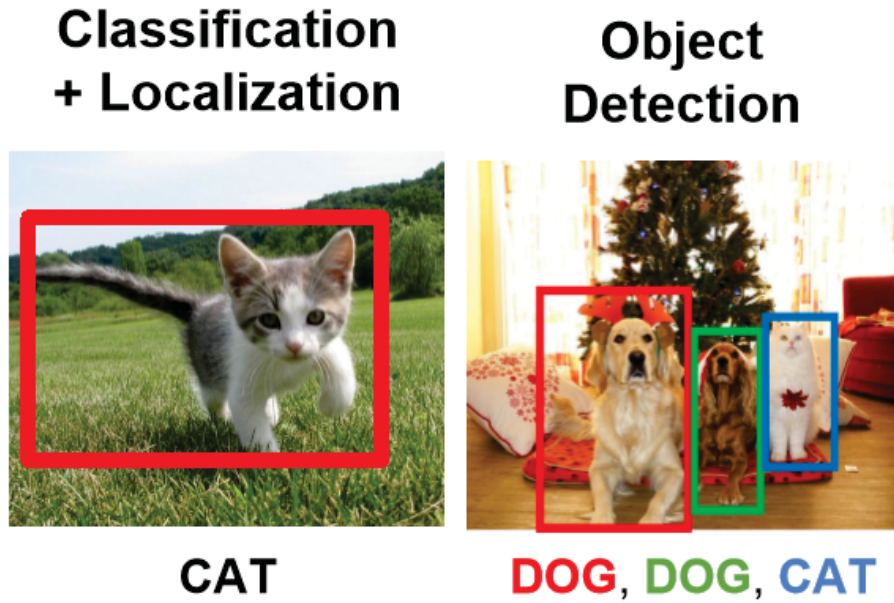 Classification
+ Localization
Object
Detection
CAT
DOG, DOG, CAT